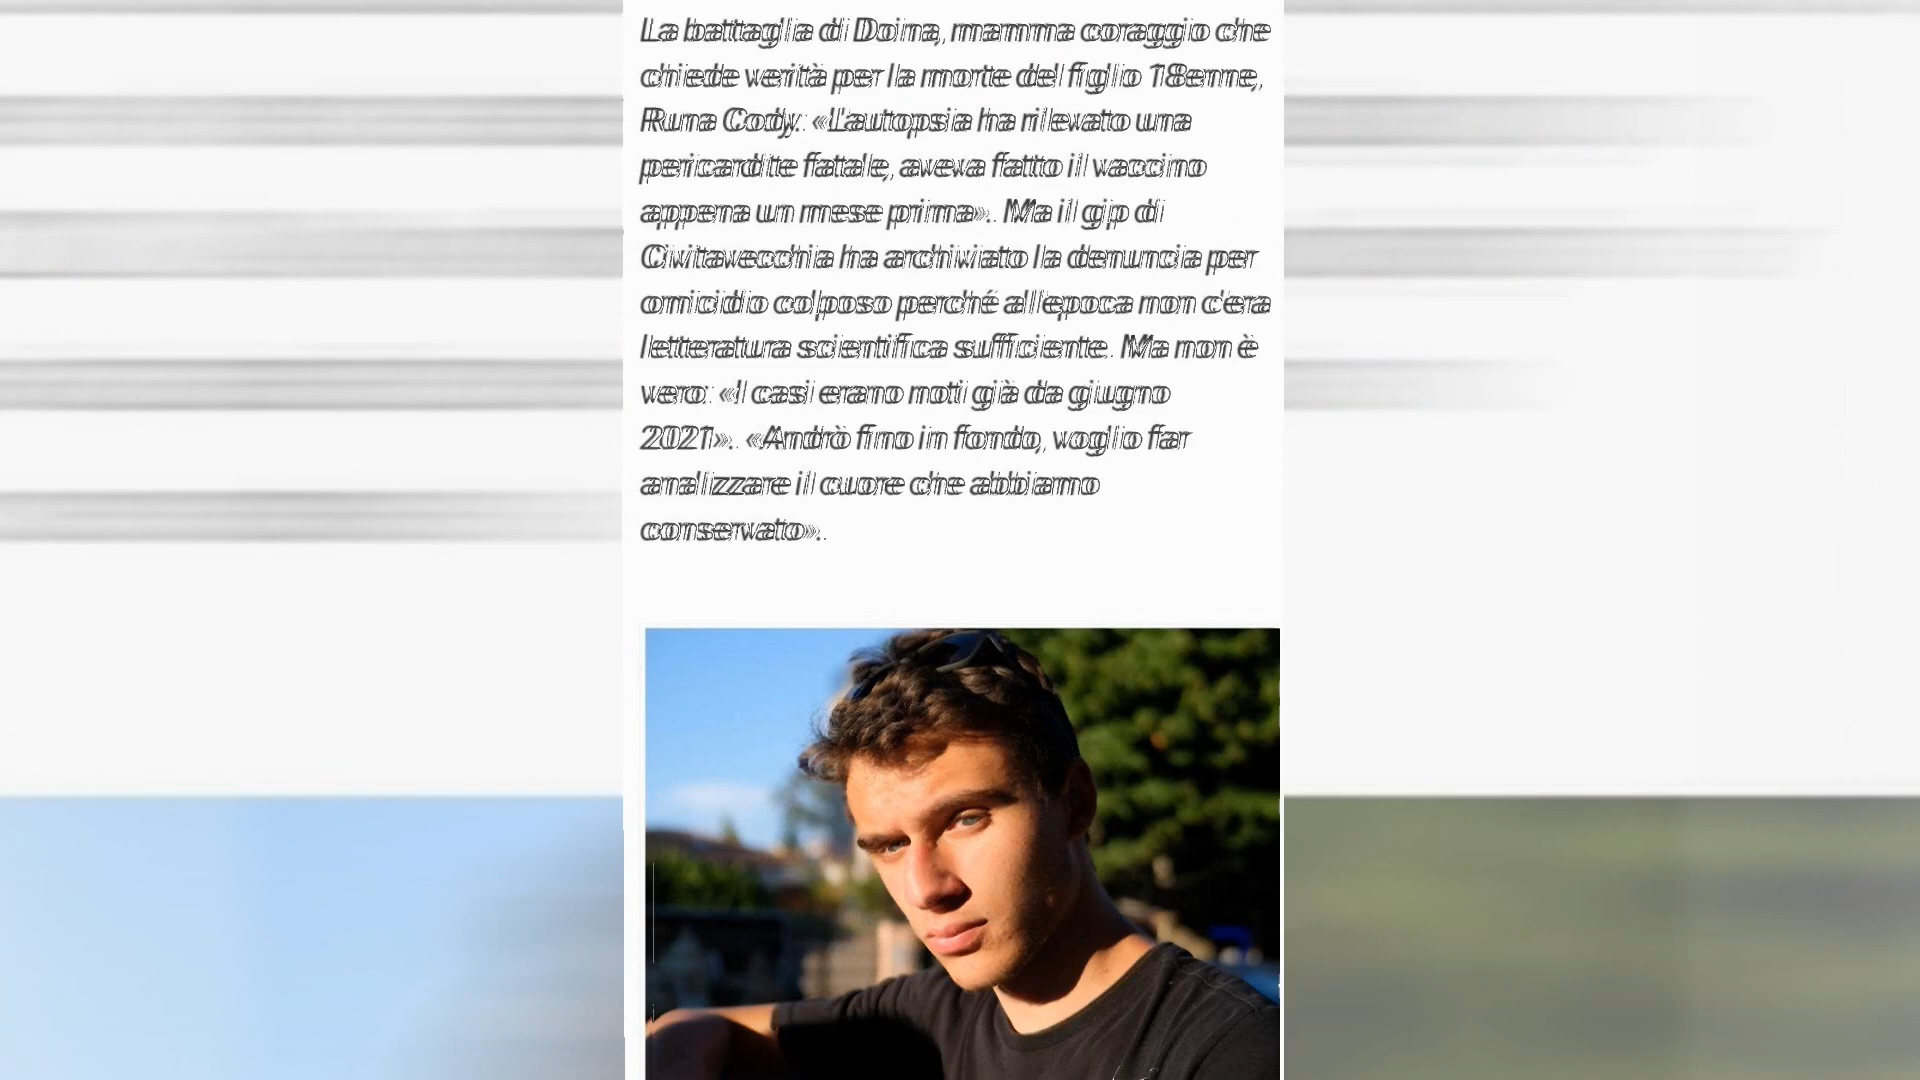 La battaglia di Doina, mamma coraggio che
chiede verità per la morte del figlio 18enne,
Runa Cody: «L'autopsia ha rilevato una
pericardite fatale, aveva fatto il vaccino
appena un mese prima». Ma il gip di
Civitavecchia ha archiviato la denuncia per
omicidio colposo perché all'epoca non c'era
letteratura scientifica sufficiente. Ma non è
vero: «I casi erano noti già da giugno
2021». «Andrò fino in fondo, voglio far
analizzare il cuore che abbiamo
conservato».